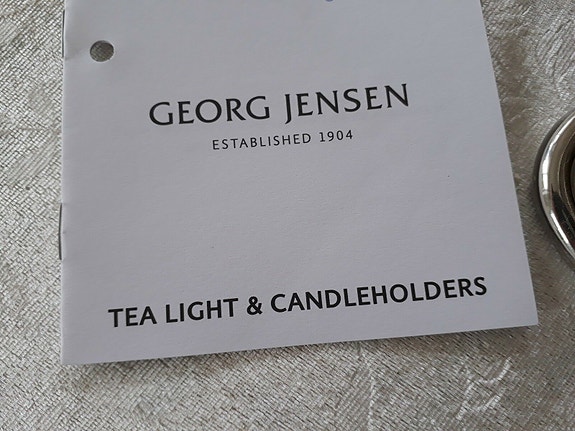 GEORG JENSEN
ESTABLISHED 1904
TEA LIGHT & CANDLEHOLDERS